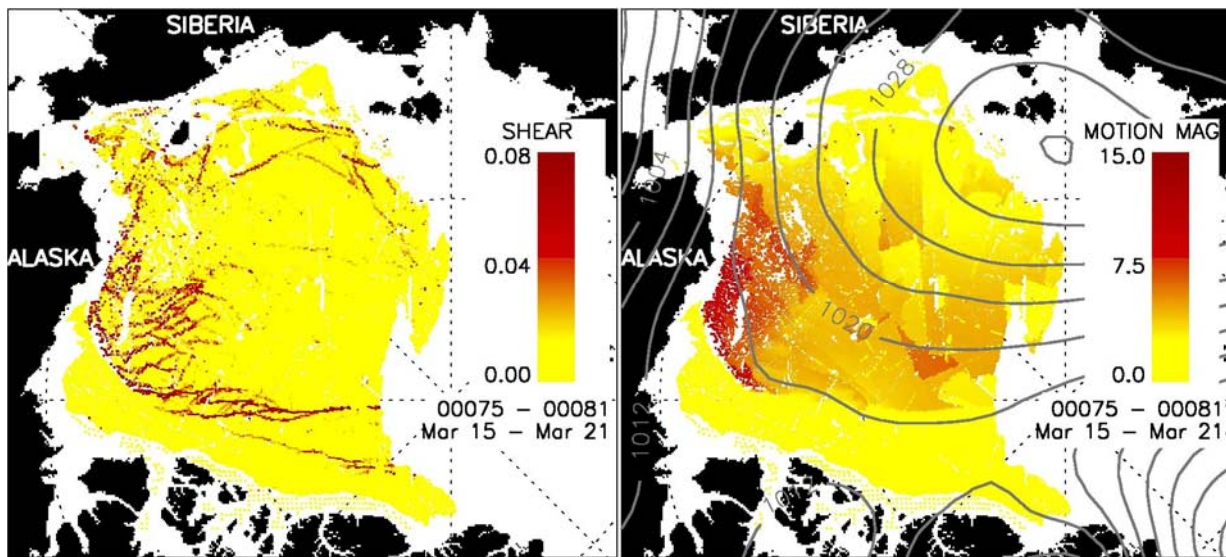 SIBERIA
ALASKA
SHEAR
0.08
0.04
0.00
00075 – 00081
Mar 15 – Mar 21
SIBERIA
ALASKA
1028
1004
1020
1012
MOTION MAG
15.0
7.5
0.0
00075 – 00081
Mar 15 – Mar 21